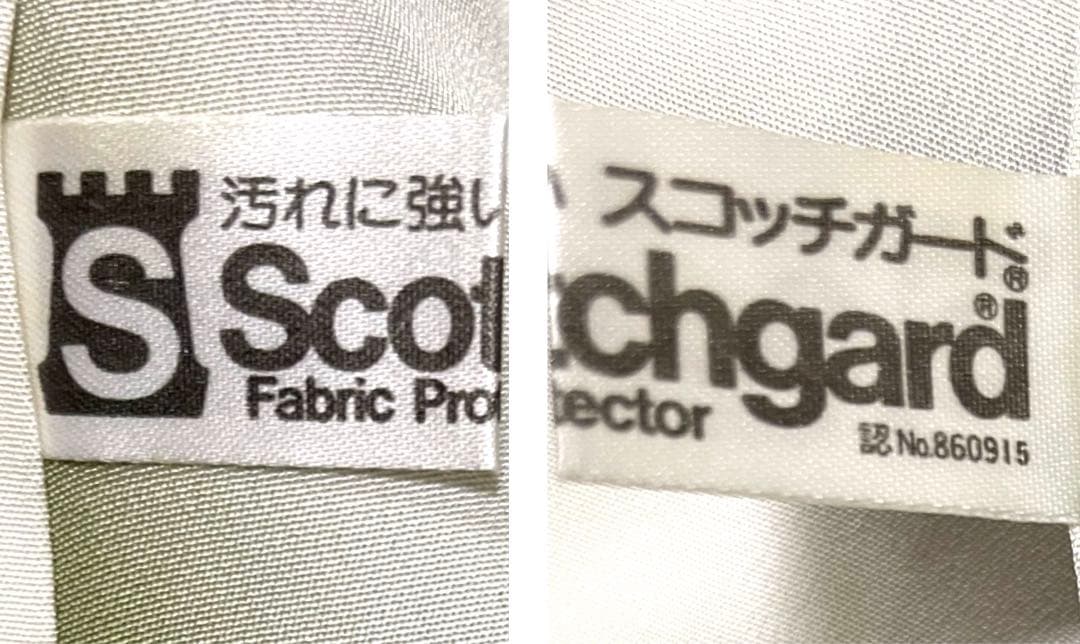 S
汚れに強い
Scot
Fabric Pro
い スコッチガード®
tchgard®
tector
認 No.860915